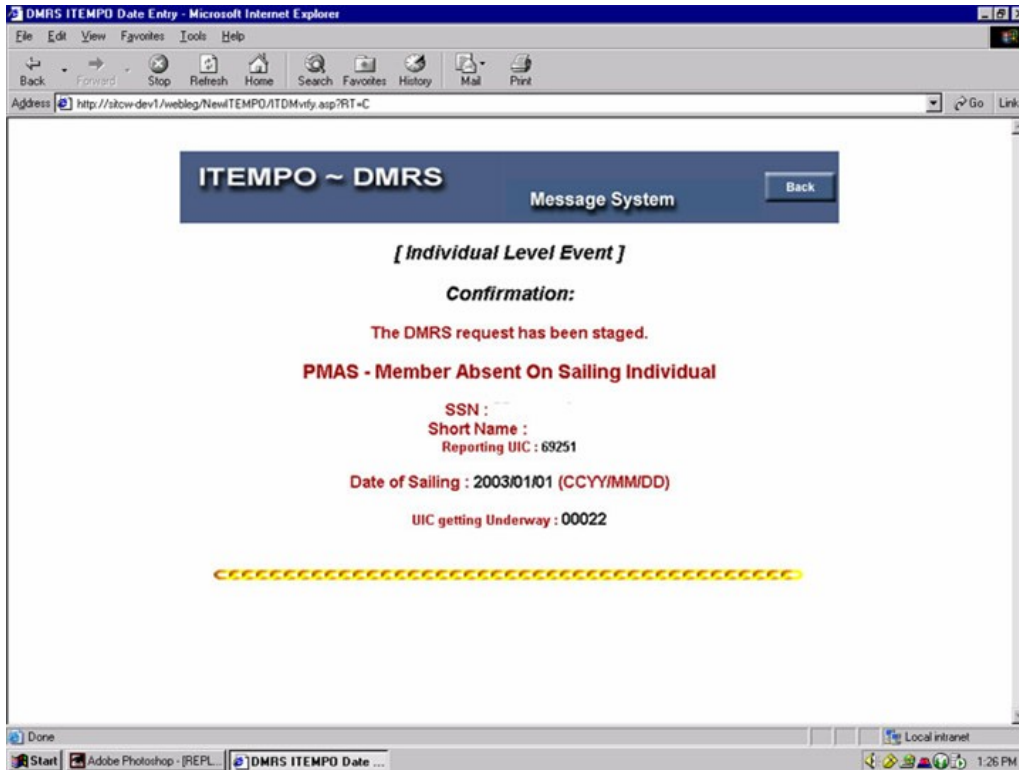 DMRS ITEMPO Date Entry - Microsoft Internet Explorer
File Edit View Favorites Tools Help
Back Forward Stop Refresh Home Search Favorites History Mail Print
Address http://sitcw-dev1/webleg/NewITEMPO/ITDMvrfy.asp?RT=C Go Link
ITEMPO ~ DMRS
Message System
Back
[ Individual Level Event ]
Confirmation:
The DMRS request has been staged.
PMAS - Member Absent On Sailing Individual
SSN :
Short Name :
Reporting UIC : 69251
Date of Sailing : 2003/01/01 (CCYY/MM/DD)
UIC getting Underway : 00022
Done Local intranet
Start Adobe Photoshop - [REPL... DMRS ITEMPO Date ... 1:26 PM